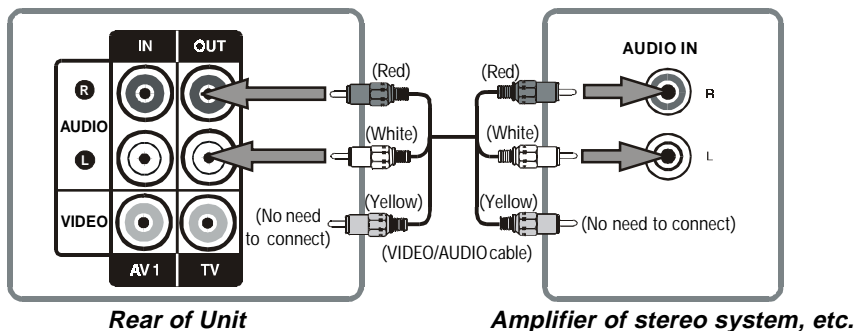 IN OUT
R
AUDIO
L
VIDEO
AV 1 TV
(Red)
(White)
(Yellow)
(No need
to connect)
(VIDEO/AUDIO cable)
(Red)
(White)
(Yellow)
AUDIO IN
R
L
(No need to connect)
Rear of Unit
Amplifier of stereo system, etc.